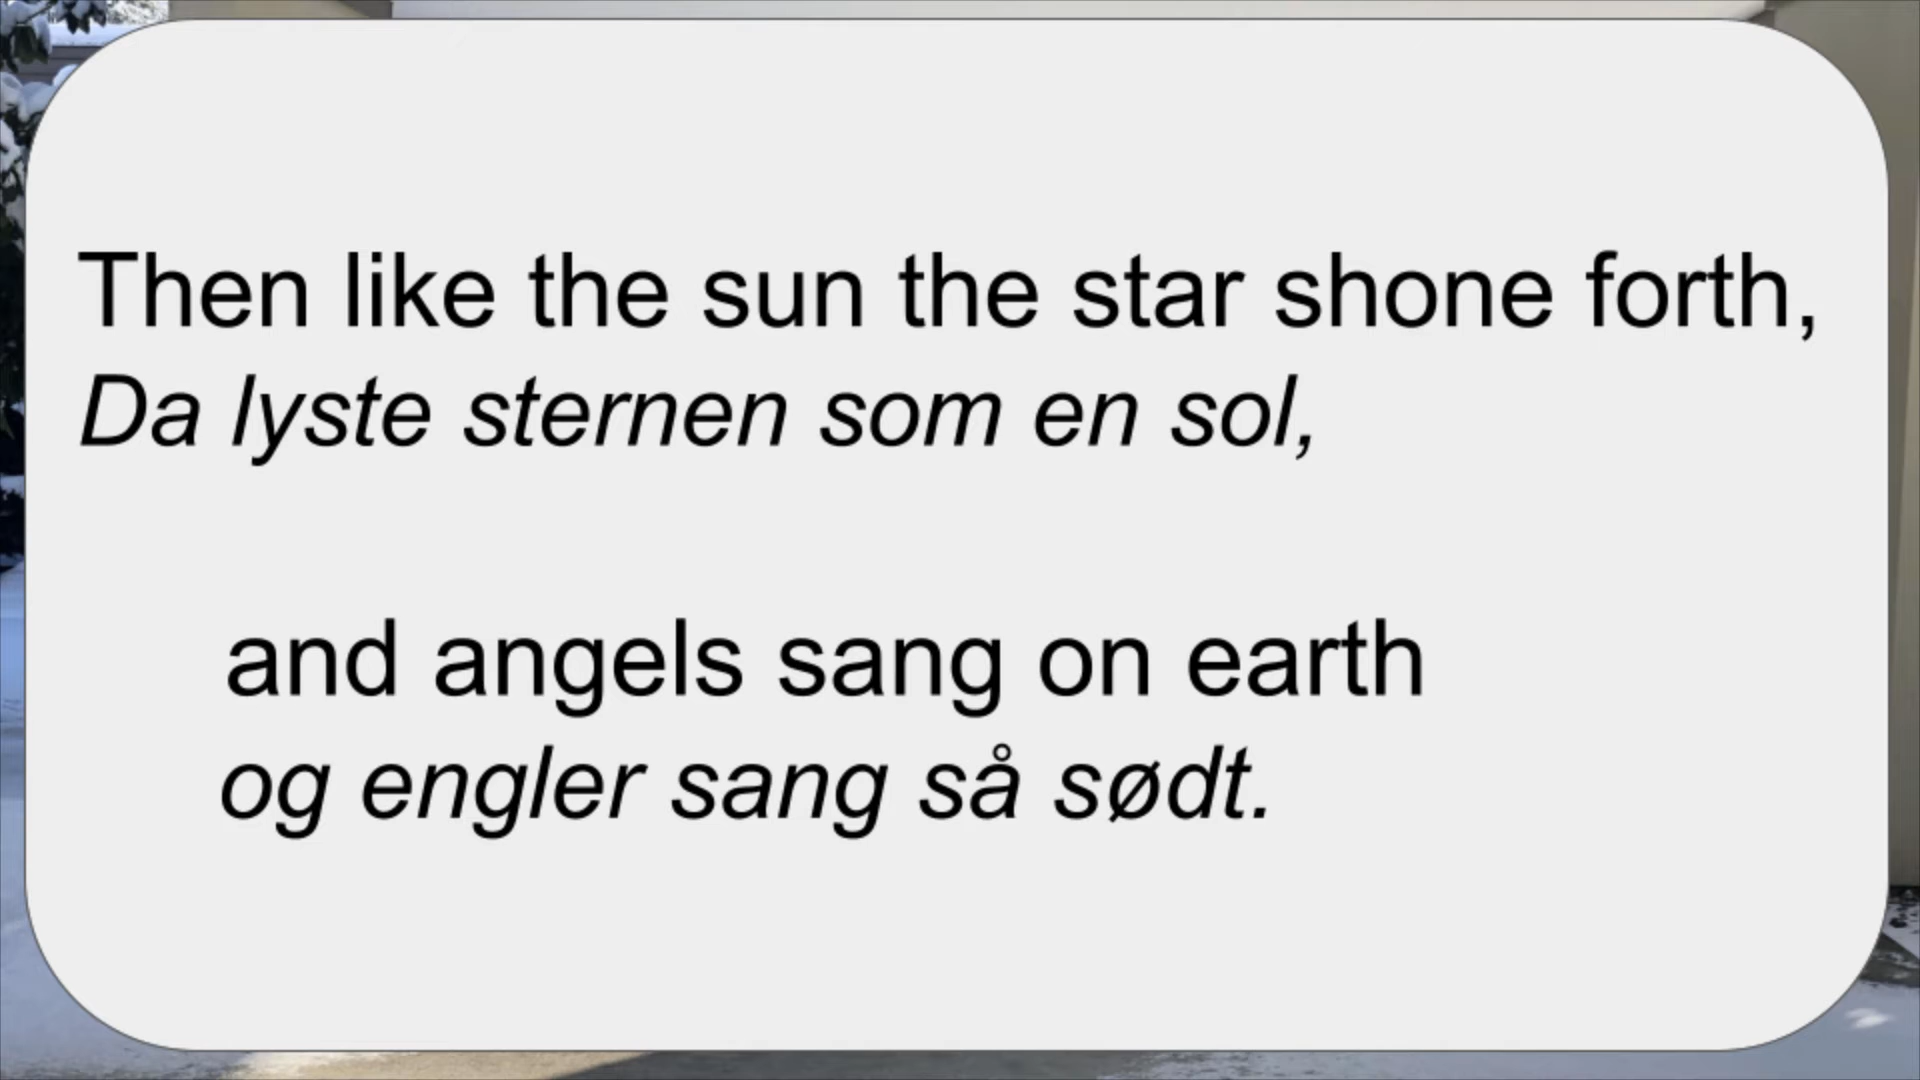 Then like the sun the star shone forth,
Da lyste sternen som en sol,
and angels sang on earth
og engler sang så sødt.